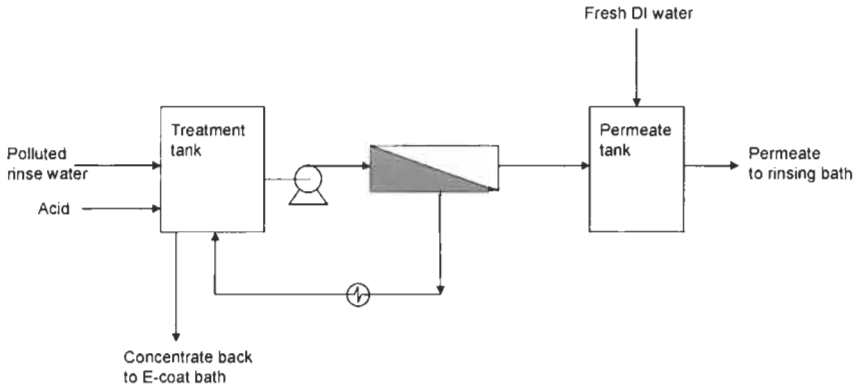 Fresh DI water
Treatment
tank
Permeate
tank
Polluted
rinse water
Permeate
to rinsing bath
Acid
Concentrate back
to E-coat bath